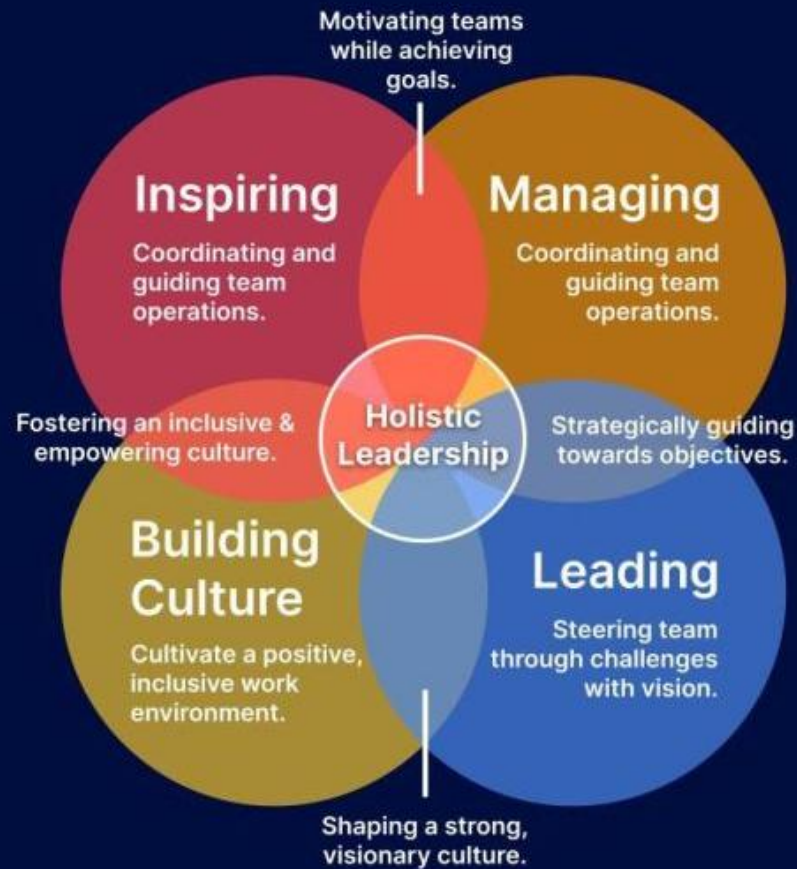 Motivating teams
while achieving
goals.
Inspiring
Coordinating and
guiding team
operations.
Managing
Coordinating and
guiding team
operations.
Fostering an inclusive &
empowering culture.
Holistic
Leadership
Strategically guiding
towards objectives.
Building
Culture
Cultivate a positive,
inclusive work
environment.
Leading
Steering team
through challenges
with vision.
Shaping a strong,
visionary culture.